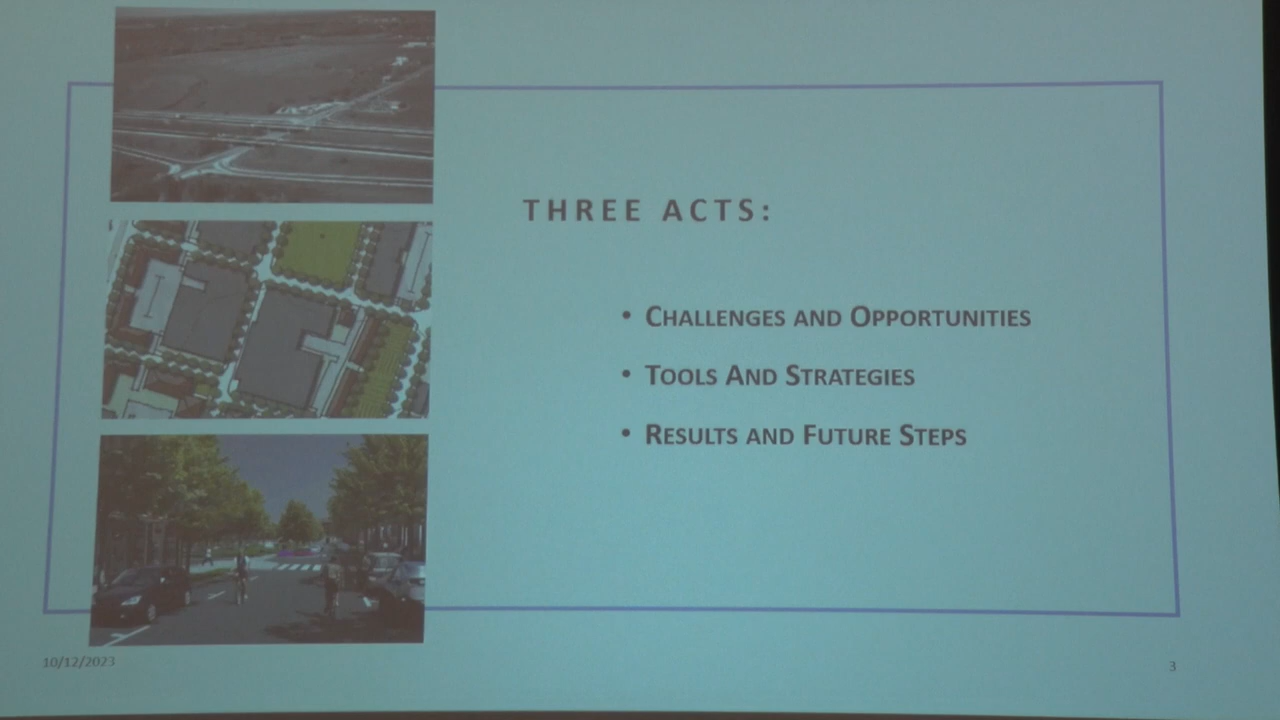 THREE ACTS:
• CHALLENGES AND OPPORTUNITIES
• TOOLS AND STRATEGIES
• RESULTS AND FUTURE STEPS
10/12/2023
3